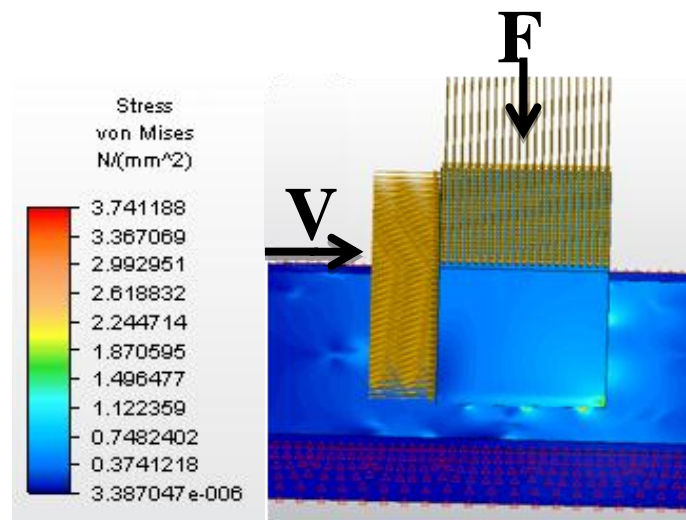 F
Stress
von Mises
N/(mm^2)
V
3.741188
3.367069
2.992951
2.618832
2.244714
1.870595
1.496477
1.122359
0.7482402
0.3741218
3.387047e-006